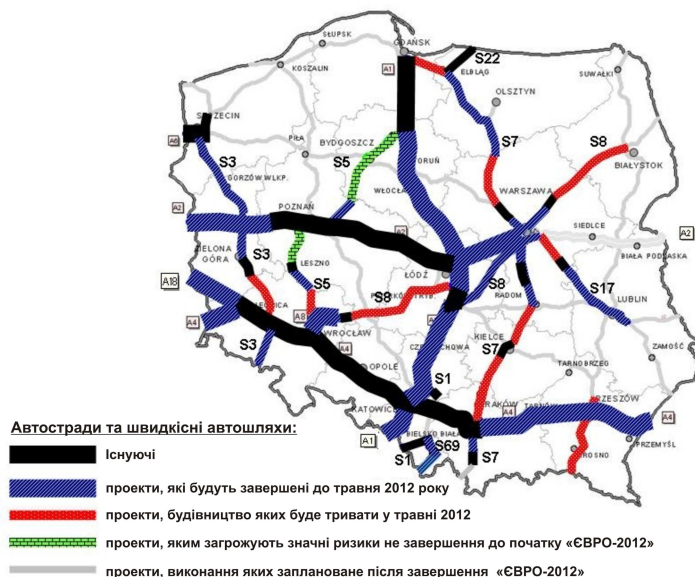 SŁUPSK
GDAŃSK
KOSZALIN
A1
S22
ELBLĄG
SUWAŁKI
OLSZTYN
A6
PIŁA
BYDGOSZCZ
S7
S8
S3
S5
TORUŃ
BIAŁYSTOK
GORZÓW.WLKP.
WŁOCŁA
WARSZAWA
POZNAŃ
A2
A2
SIEDLCE
A2
ZIELONA
GÓRA
S3
BIAŁA PODLASKA
LESZNO
ŁÓDŹ
A18
S5
S8
S8
S17
RADOM
LUBLIN
A8
A4
WROCŁAW
S3
A4
KIELCE
ZAMOŚĆ
S7
OPOLE
TARNOBRZEG
S1
KATOWICE
KRAKÓW
A4
RZESZÓW
A4
A1
BIELSKO BIAŁA
PRZEMYŚL
S1
S69
S7
Автостради та швидкісні автошляхи:
Існуючі
проекти, які будуть завершені до травня 2012 року
проекти, будівництво яких буде тривати у травні 2012
проекти, яким загрожують значні ризики не завершення до початку «ЄВРО-2012»
проекти, виконання яких заплановане після завершення «ЄВРО-2012»